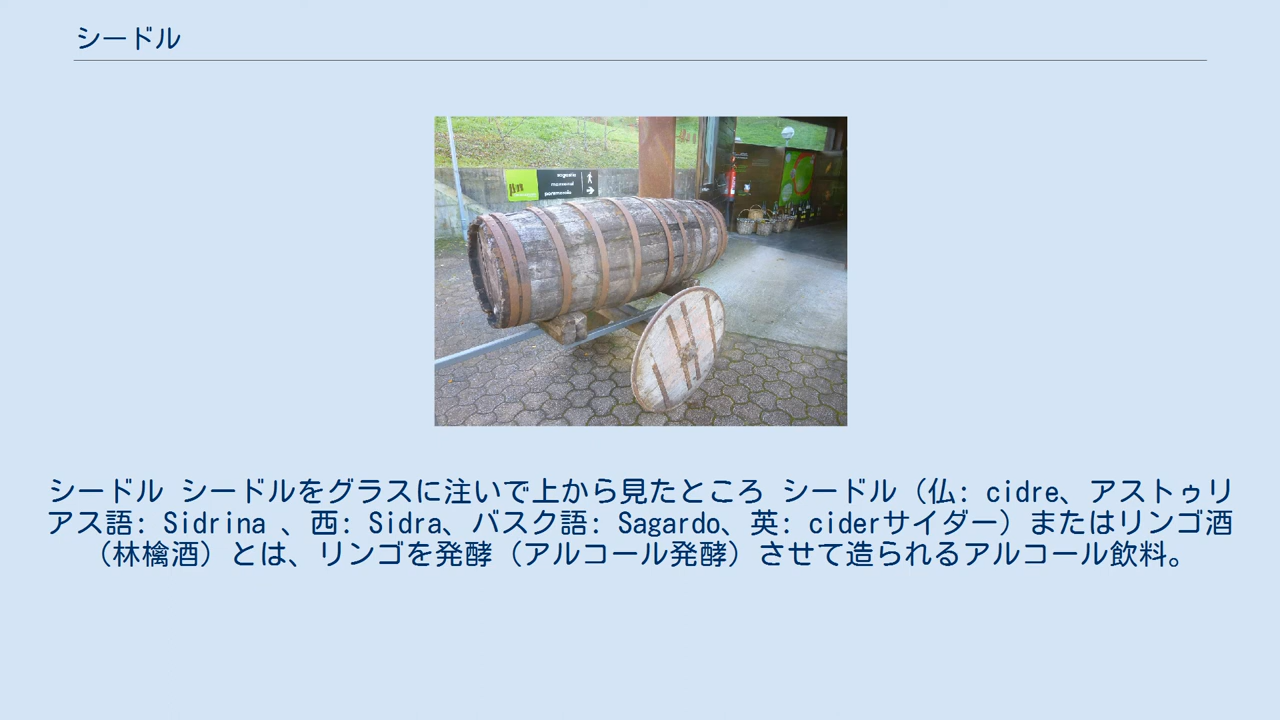 シードル
sagastia
manzanal
pommeraie
シードル シードルをグラスに注いで上から見たところ シードル（仏: cidre、アストゥリ
アス語: Sidrina 、西: Sidra、バスク語: Sagardo、英: ciderサイダー）またはリンゴ酒
（林檎酒）とは、リンゴを発酵（アルコール発酵）させて造られるアルコール飲料。